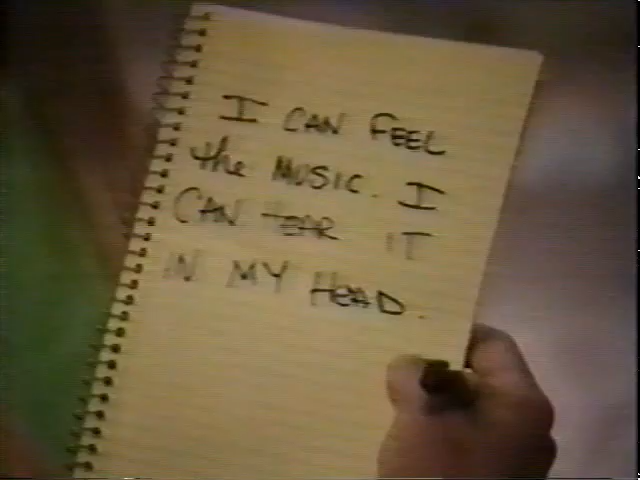 I CAN FEEL
the MUSIC. I
CAN HEAR IT
IN MY HEAD.